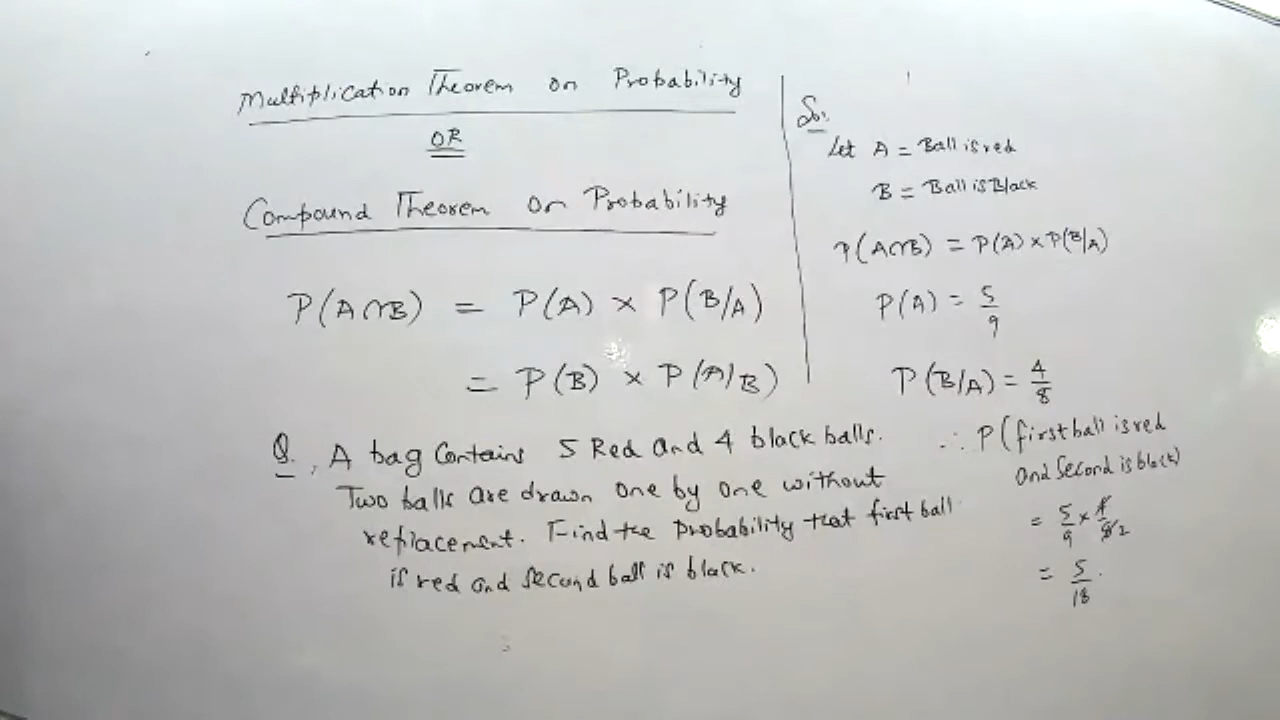 Multiplication Theorem on Probability
OR
Compound Theorem on Probability
P(A∩B) = P(A) × P(B/A)
= P(B) × P(A/B)
Q. A bag Contains 5 Red and 4 black balls.
Two balls are drawn one by one without
replacement. Find the Probability that first ball
is red and second ball is black.
Sol.
Let A = Ball is red
B = Ball is Black
P(A∩B) = P(A) × P(B/A)
P(A) = 5/9
P(B/A) = 4/8
∴ P(first ball is red
and Second is black)
= 5/9 × 4/8 2
= 5/18.